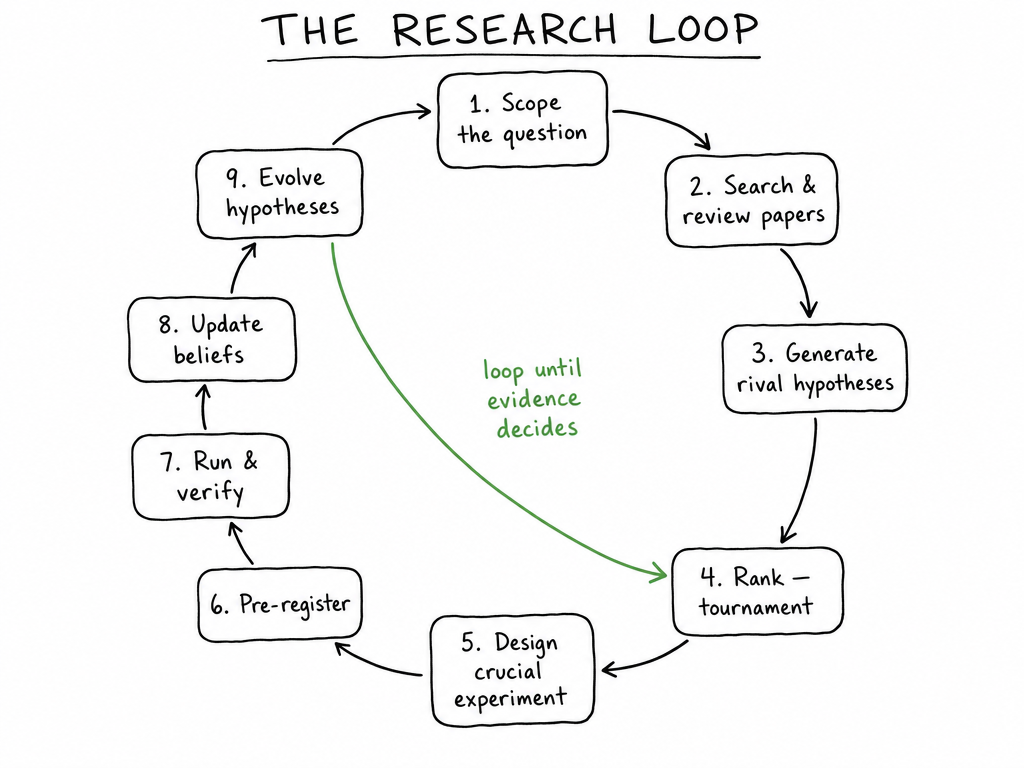 THE RESEARCH LOOP
1. Scope
the question
2. Search &
review papers
3. Generate
rival hypotheses
4. Rank —
tournament
5. Design
crucial
experiment
6. Pre-register
7. Run &
verify
8. Update
beliefs
9. Evolve
hypotheses
loop until
evidence
decides